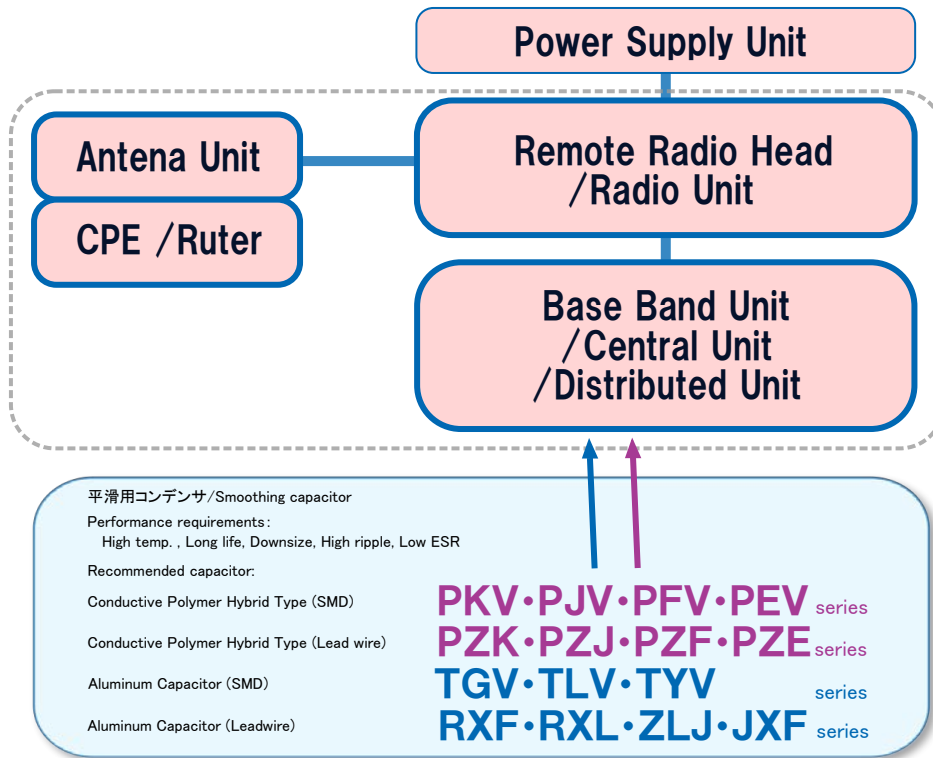 Power Supply Unit
Antena Unit
Remote Radio Head
/Radio Unit
CPE /Ruter
Base Band Unit
/Central Unit
/Distributed Unit
平滑用コンデンサ/Smoothing capacitor
Performance requirements:
High temp. , Long life, Downsize, High ripple, Low ESR
Recommended capacitor:
Conductive Polymer Hybrid Type (SMD) PKV・PJV・PFV・PEV series
Conductive Polymer Hybrid Type (Lead wire) PZK・PZJ・PZF・PZE series
Aluminum Capacitor (SMD) TGV・TLV・TYV series
Aluminum Capacitor (Leadwire) RXF・RXL・ZLJ・JXF series